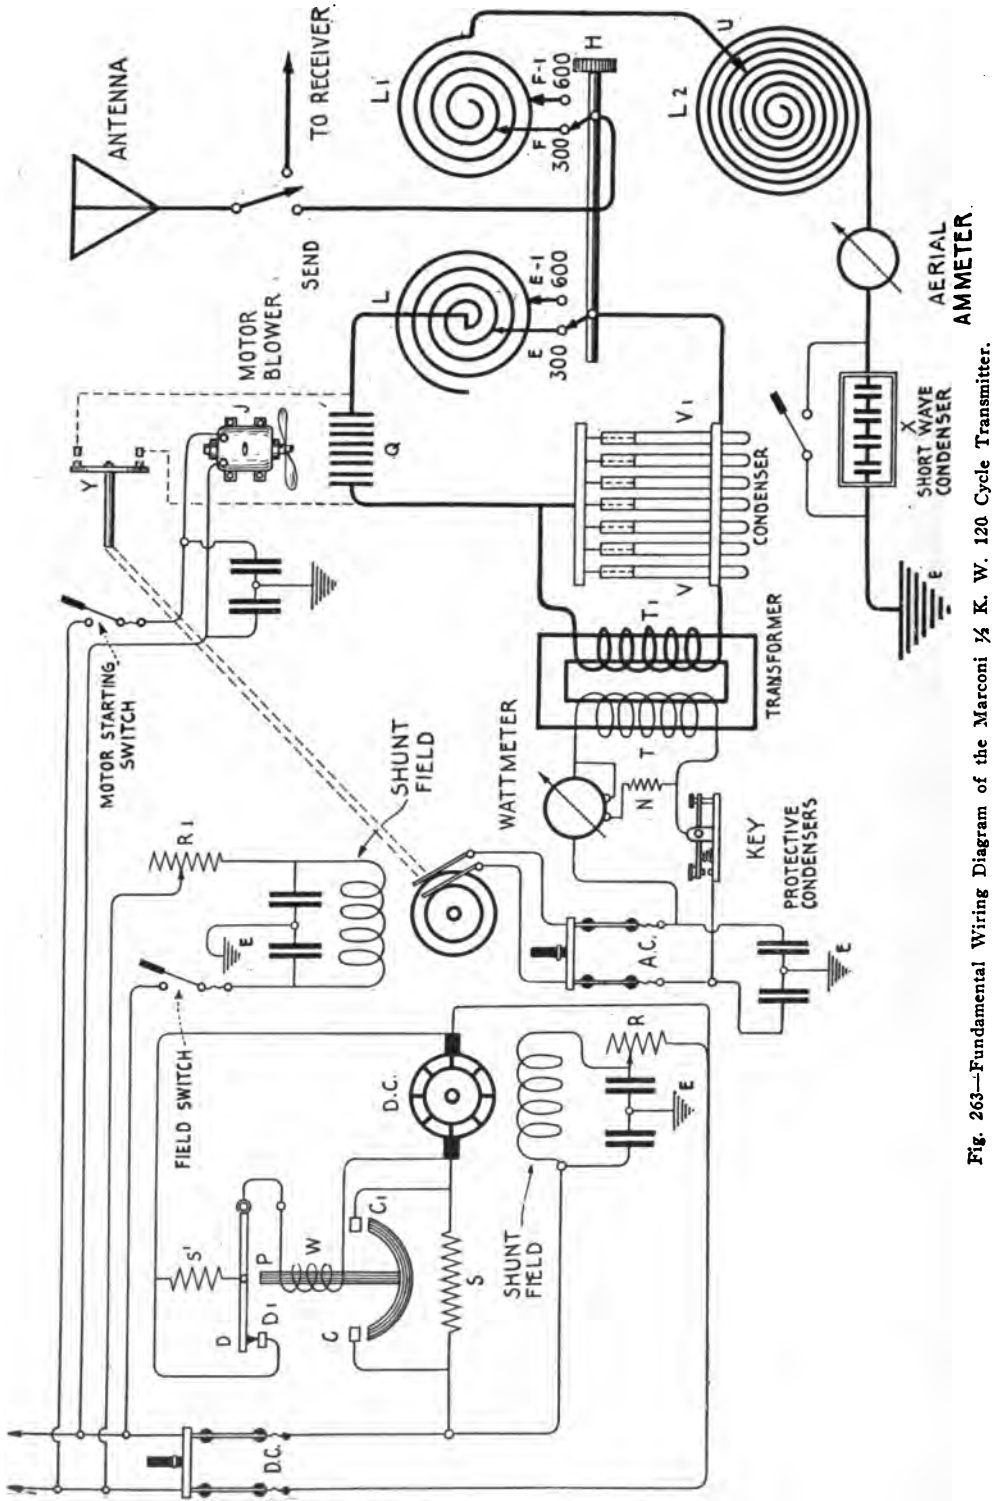 ANTENNA
TO RECEIVER
SEND
L1
F
F-1
300
600
H
U
L2
L
E
E-1
300
600
MOTOR
BLOWER
J
Y
Q
V
V1
CONDENSER
AERIAL
AMMETER
X
SHORT WAVE
CONDENSER
E
MOTOR STARTING
SWITCH
T1
T
TRANSFORMER
WATTMETER
N
KEY
PROTECTIVE
CONDENSERS
E
A.C.
R1
SHUNT
FIELD
E
FIELD SWITCH
D.C.
R
E
SHUNT
FIELD
S'
P
W
D
D1
C
C1
S
D.C.
Fig. 263—Fundamental Wiring Diagram of the Marconi ½ K. W. 120 Cycle Transmitter.